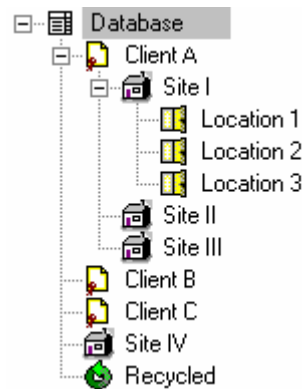 Database
Client A
Site I
Location 1
Location 2
Location 3
Site II
Site III
Client B
Client C
Site IV
Recycled